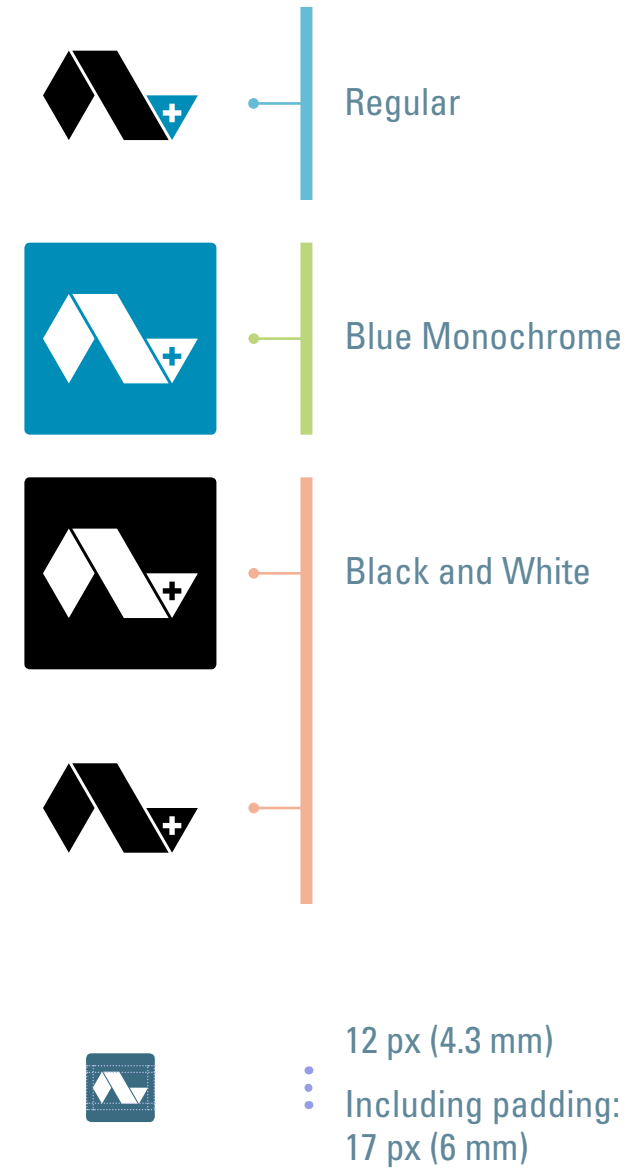 Regular
Blue Monochrome
Black and White
12 px (4.3 mm)
Including padding:
17 px (6 mm)